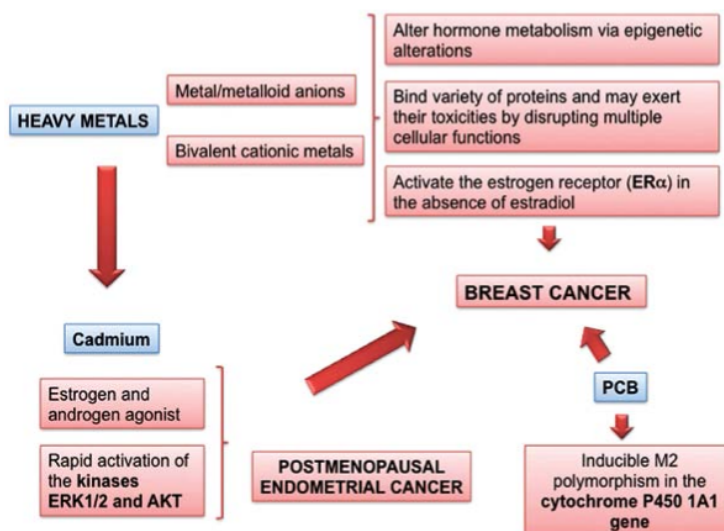 HEAVY METALS
Metal/metalloid anions
Bivalent cationic metals
Alter hormone metabolism via epigenetic
alterations
Bind variety of proteins and may exert
their toxicities by disrupting multiple
cellular functions
Activate the estrogen receptor (ERα) in
the absence of estradiol
BREAST CANCER
Cadmium
Estrogen and
androgen agonist
Rapid activation of
the kinases
ERK1/2 and AKT
POSTMENOPAUSAL
ENDOMETRIAL CANCER
PCB
Inducible M2
polymorphism in the
cytochrome P450 1A1
gene